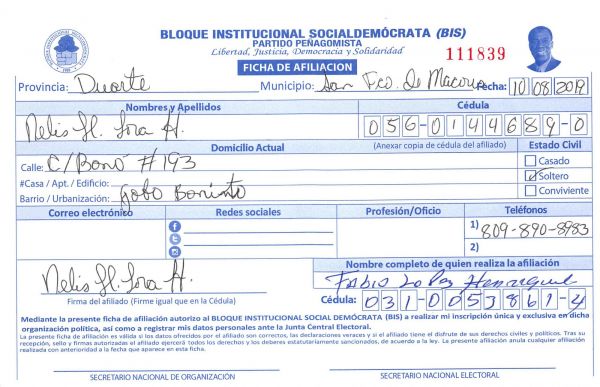 BLOQUE INSTITUCIONAL SOCIALDEMÓCRATA (BIS)
PARTIDO PEÑAGOMISTA
Libertad, Justicia, Democracia y Solidaridad
111839
FICHA DE AFILIACION
Provincia: Duarte Municipio: San Fco. de Macoris Fecha: 10/08/2019
Nombres y Apellidos Cédula
Nelis H. Lora H. 056-0144689-0
Domicilio Actual (Anexar copia de cédula del afiliado) Estado Civil
Calle: C/Bonó #193 Casado
#Casa / Apt. / Edificio: Soltero
Barrio / Urbanización: Bonito Conviviente
Correo electrónico Redes sociales Profesión/Oficio Teléfonos
1) 809-890-8983
2)
Nelis H. Lora H. Nombre completo de quien realiza la afiliación
Fabio Lopez Henriquez
Firma del afiliado (Firme igual que en la Cédula) Cédula: 031-0053861-4
Mediante la presente ficha de afiliación autorizo al BLOQUE INSTITUCIONAL SOCIAL DEMÓCRATA (BIS) a realizar mi inscripción única y exclusiva en dicha
organización política, así como a registrar mis datos personales ante la Junta Central Electoral.
La presente ficha de afiliación es válida si los datos ofrecidos por el afiliado son correctos, las declaraciones veraces y si el afiliado tiene el disfrute de sus derechos civiles y políticos. Tras su
recepción, sello y firmas autorizadas el afiliado ejercerá todos los derechos y los deberes estatutariamente sancionados, de acuerdo a la ley. La presente afiliación anula cualquier afiliación
realizada con anterioridad a la fecha que aparece en esta ficha.
SECRETARIO NACIONAL DE ORGANIZACIÓN SECRETARIO NACIONAL ELECTORAL